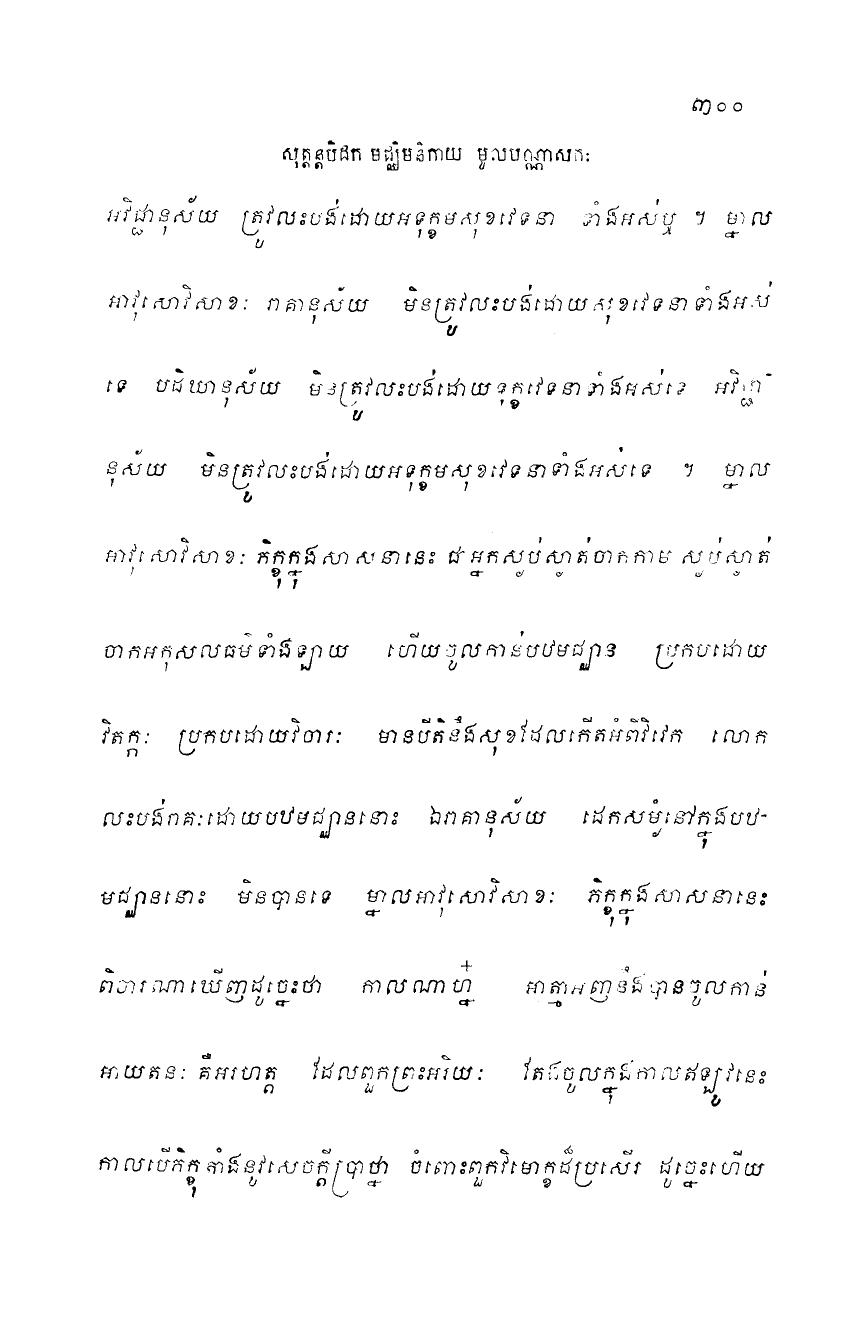 ៣០០
សុត្តន្តបិដក មជ្ឈិមនិកាយ មូលបណ្ណាសកៈ
អវិជ្ជានុស័យ ត្រូវលះបង់ដោយអទុក្ខមសុខវេទនា ទាំងអស់ឬ ។ ម្នាល
អាវុសោវិសាខៈ រាគានុស័យ មិនត្រូវលះបង់ដោយសុខវេទនាទាំងអស់
ទេ បដិឃានុស័យ មិនត្រូវលះបង់ដោយទុក្ខវេទនាទាំងអស់ទេ អវិជ្ជា-
នុស័យ មិនត្រូវលះបង់ដោយអទុក្ខមសុខវេទនាទាំងអស់ទេ ។ ម្នាល
អាវុសោវិសាខៈ ភិក្ខុក្នុងសាសនានេះ ជាអ្នកស្ងប់ស្ងាត់ចាកកាម ស្ងប់ស្ងាត់
ចាកអកុសលធម៌ទាំងឡាយ ហើយចូលកាន់បឋមជ្ឈាន ប្រកបដោយ
វិតក្កៈ ប្រកបដោយវិចារៈ មានបីតិនឹងសុខដែលកើតអំពីវិវេក លោក
លះបង់រាគៈដោយបឋមជ្ឈាននោះ ឯរាគានុស័យ ដេកសម្ងំនៅក្នុងបឋ-
មជ្ឈាននោះ មិនបានទេ ម្នាលអាវុសោវិសាខៈ ភិក្ខុក្នុងសាសនានេះ
ពិចារណាឃើញដូច្នេះថា កាលណាហ្ន៎ អាត្មាអញនឹងបានចូលកាន់
អាយតនៈ គឺអរហត្ត ដែលពួកព្រះអរិយៈ តែងចូលក្នុងកាលឥឡូវនេះ
កាលបើភិក្ខុតាំងនូវសេចក្តីប្រាថ្នា ចំពោះពួកវិមោក្ខដ៏ប្រសើរ ដូច្នេះហើយ